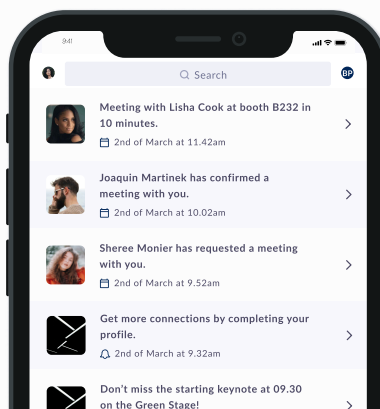 9:41
Search
BP
Meeting with Lisha Cook at booth B232 in
10 minutes.
2nd of March at 11.42am
Joaquin Martinek has confirmed a
meeting with you.
2nd of March at 10.02am
Sheree Monier has requested a meeting
with you.
2nd of March at 9.52am
Get more connections by completing your
profile.
2nd of March at 9.32am
Don't miss the starting keynote at 09.30
on the Green Stage!